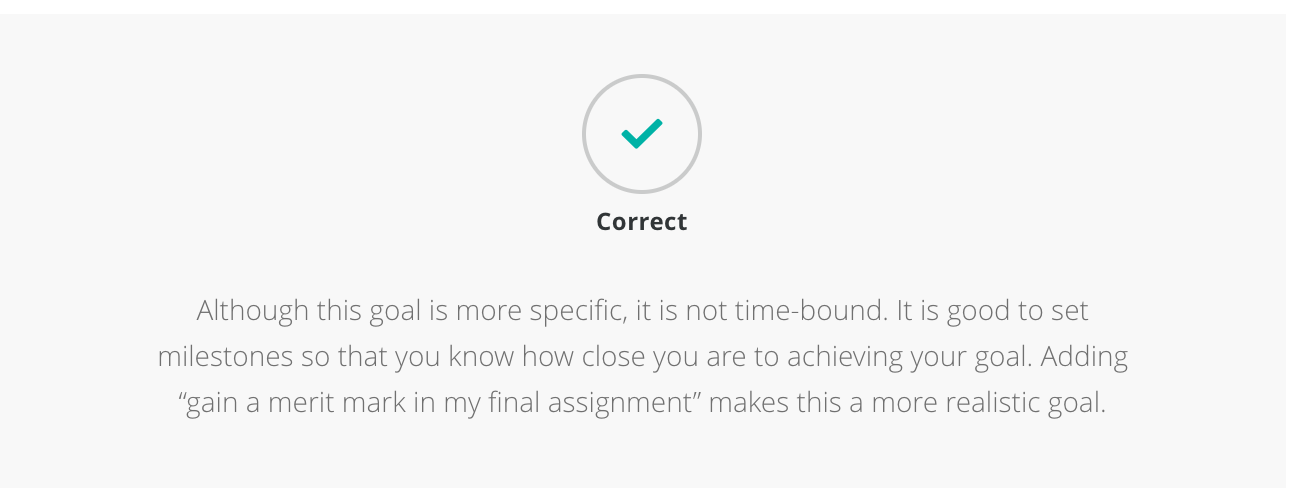 Correct
Although this goal is more specific, it is not time-bound. It is good to set
milestones so that you know how close you are to achieving your goal. Adding
“gain a merit mark in my final assignment” makes this a more realistic goal.